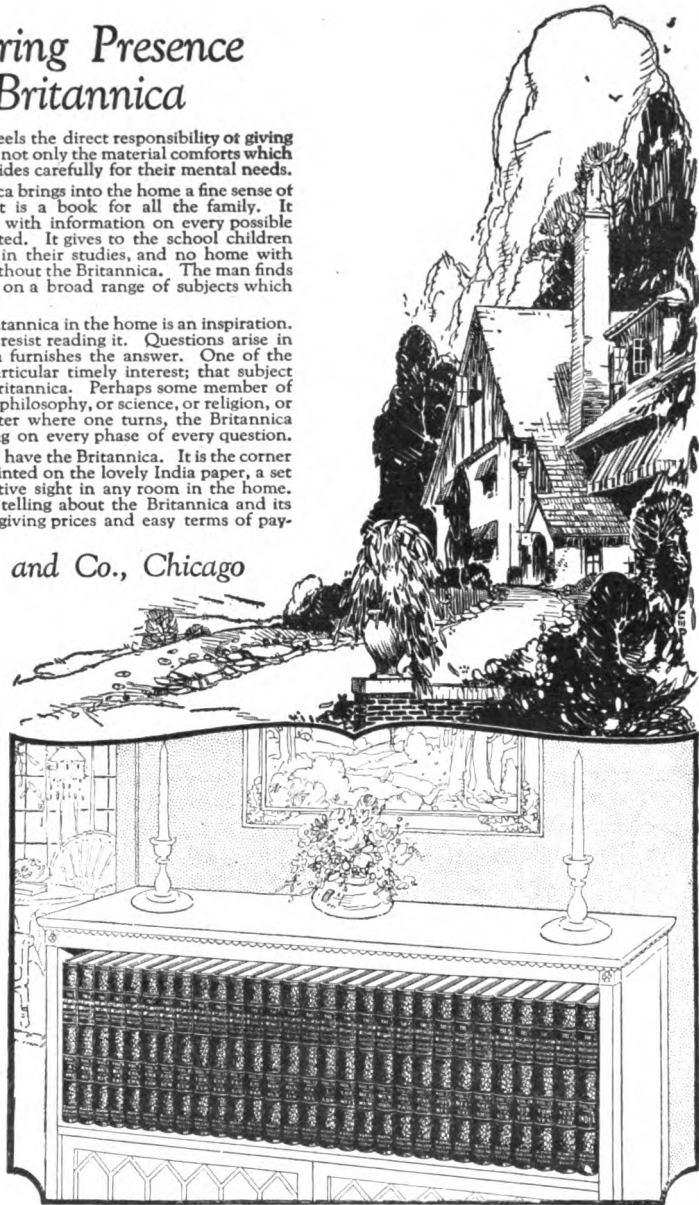 ring Presence
Britannica
eels the direct responsibility of giving
not only the material comforts which
ides carefully for their mental needs.
ca brings into the home a fine sense of
t is a book for all the family. It
with information on every possible
ted. It gives to the school children
in their studies, and no home with
thout the Britannica. The man finds
on a broad range of subjects which
tannica in the home is an inspiration.
resist reading it. Questions arise in
furnishes the answer. One of the
rticular timely interest; that subject
ritannica. Perhaps some member of
philosophy, or science, or religion, or
ter where one turns, the Britannica
g on every phase of every question.
have the Britannica. It is the corner
inted on the lovely India paper, a set
tive sight in any room in the home.
telling about the Britannica and its
giving prices and easy terms of pay-
and Co., Chicago